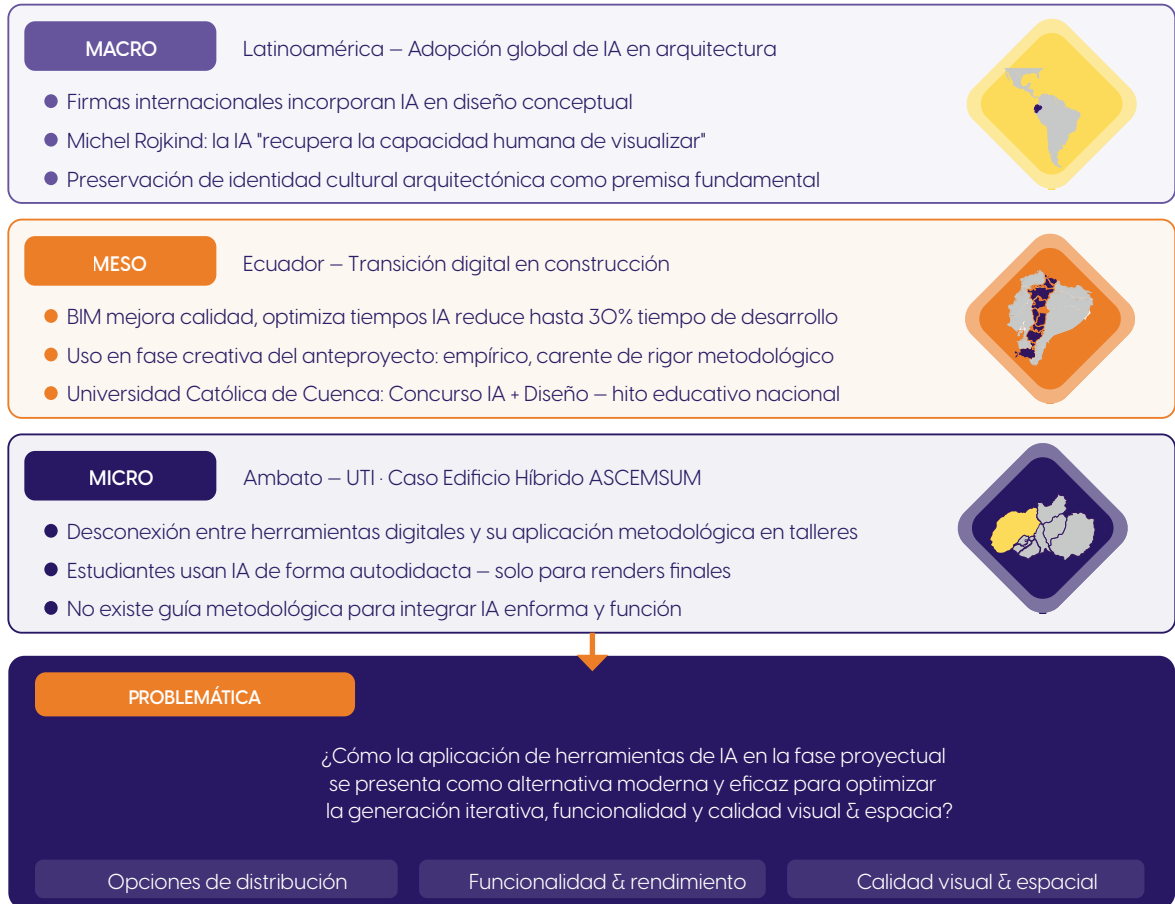 MACRO
Latinoamérica – Adopción global de IA en arquitectura
● Firmas internacionales incorporan IA en diseño conceptual
● Michel Rojkind: la IA "recupera la capacidad humana de visualizar"
● Preservación de identidad cultural arquitectónica como premisa fundamental
MESO
Ecuador – Transición digital en construcción
● BIM mejora calidad, optimiza tiempos IA reduce hasta 30% tiempo de desarrollo
● Uso en fase creativa del anteproyecto: empírico, carente de rigor metodológico
● Universidad Católica de Cuenca: Concurso IA + Diseño – hito educativo nacional
MICRO
Ambato – UTI · Caso Edificio Híbrido ASCEMSUM
● Desconexión entre herramientas digitales y su aplicación metodológica en talleres
● Estudiantes usan IA de forma autodidacta – solo para renders finales
● No existe guía metodológica para integrar IA enforma y función
PROBLEMÁTICA
¿Cómo la aplicación de herramientas de IA en la fase proyectual
se presenta como alternativa moderna y eficaz para optimizar
la generación iterativa, funcionalidad y calidad visual & espacia?
Opciones de distribución
Funcionalidad & rendimiento
Calidad visual & espacial